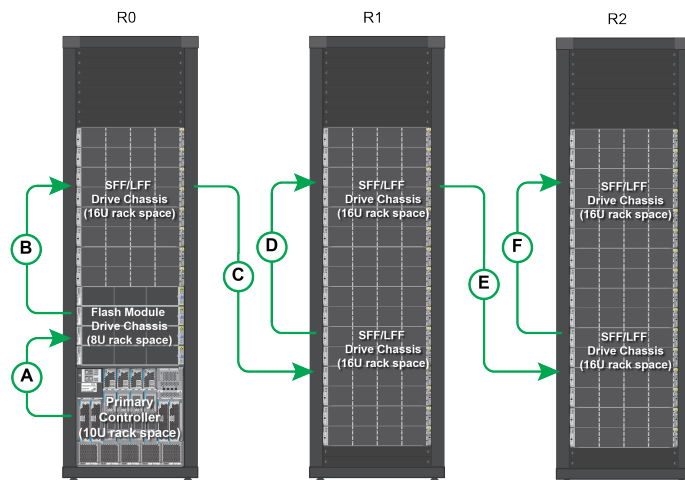 R0
R1
R2
SFF/LFF
Drive Chassis
(16U rack space)
SFF/LFF
Drive Chassis
(16U rack space)
SFF/LFF
Drive Chassis
(16U rack space)
B
C
D
E
F
Flash Module
Drive Chassis
(8U rack space)
SFF/LFF
Drive Chassis
(16U rack space)
SFF/LFF
Drive Chassis
(16U rack space)
A
Primary
Controller
(10U rack space)